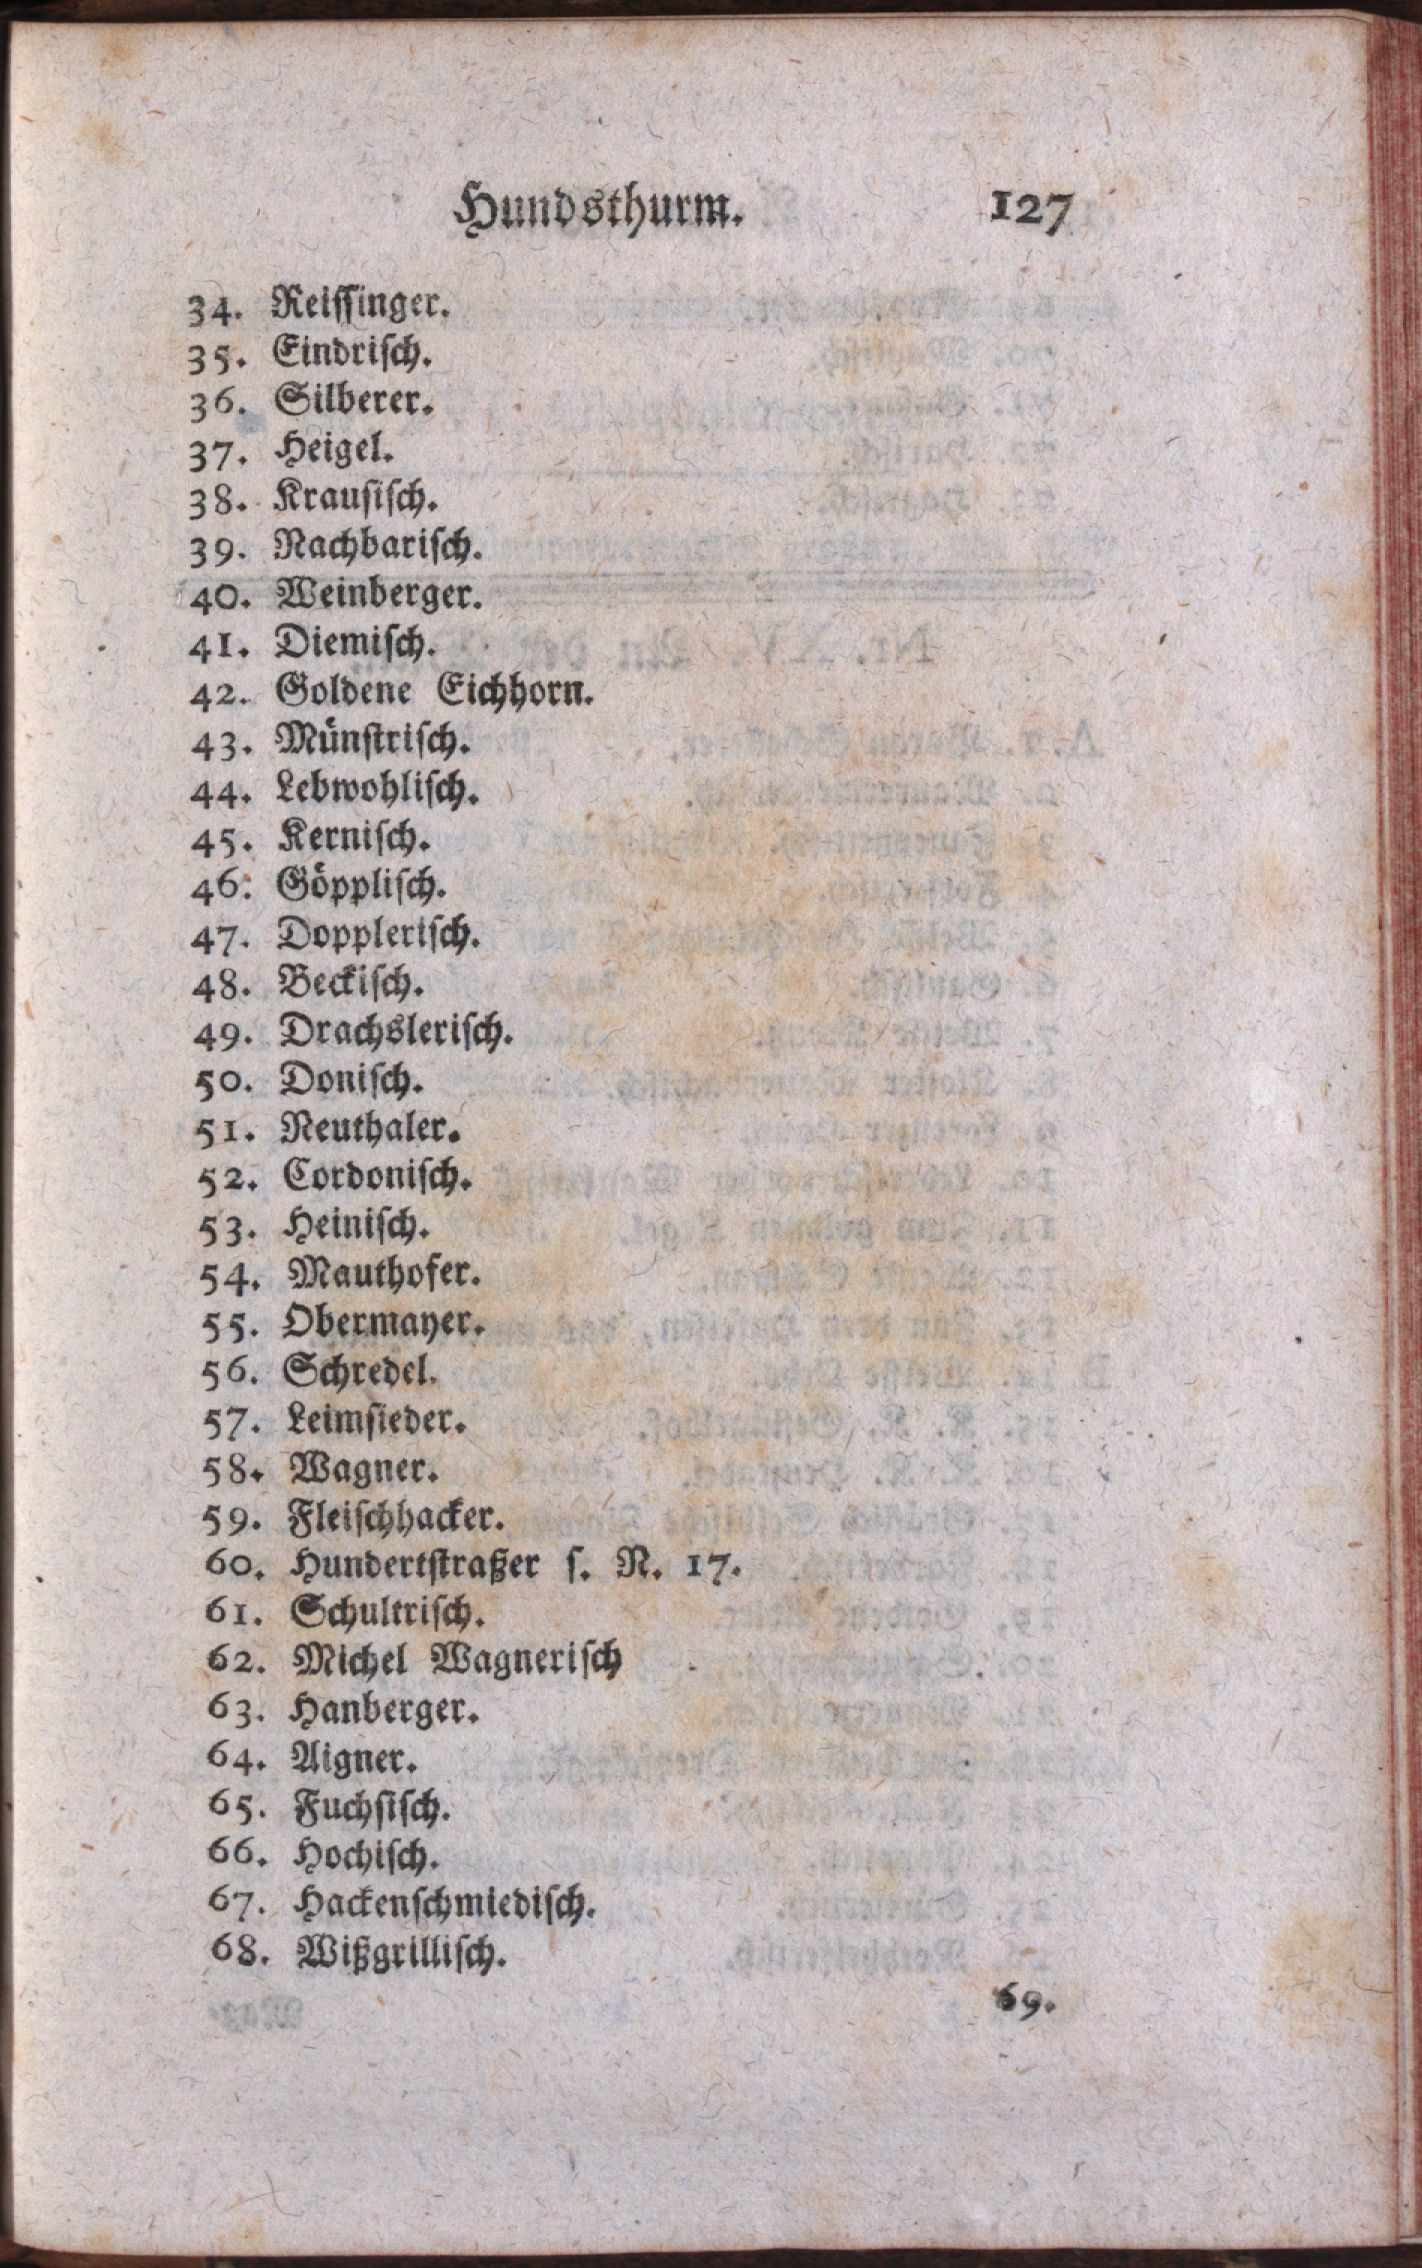 Hundsthurm. 127
34. Reiſſinger.
35. Eindriſch.
36. Silberer.
37. Heigel.
38. Krauſiſch.
39. Nachbariſch.
40. Weinberger.
41. Diemiſch.
42. Goldene Eichhorn.
43. Münſtriſch.
44. Lebwohliſch.
45. Kerniſch.
46. Göppliſch.
47. Doppleriſch.
48. Beckiſch.
49. Drachsleriſch.
50. Doniſch.
51. Neuthaler.
52. Cordoniſch.
53. Heiniſch.
54. Mauthofer.
55. Obermayer.
56. Schredel.
57. Leimſieder.
58. Wagner.
59. Fleiſchhacker.
60. Hundertſtraßer ſ. N. 17.
61. Schultriſch.
62. Michel Wagneriſch
63. Hanberger.
64. Aigner.
65. Fuchſiſch.
66. Hochiſch.
67. Hackenſchmiediſch.
68. Wißgrilliſch.
69.